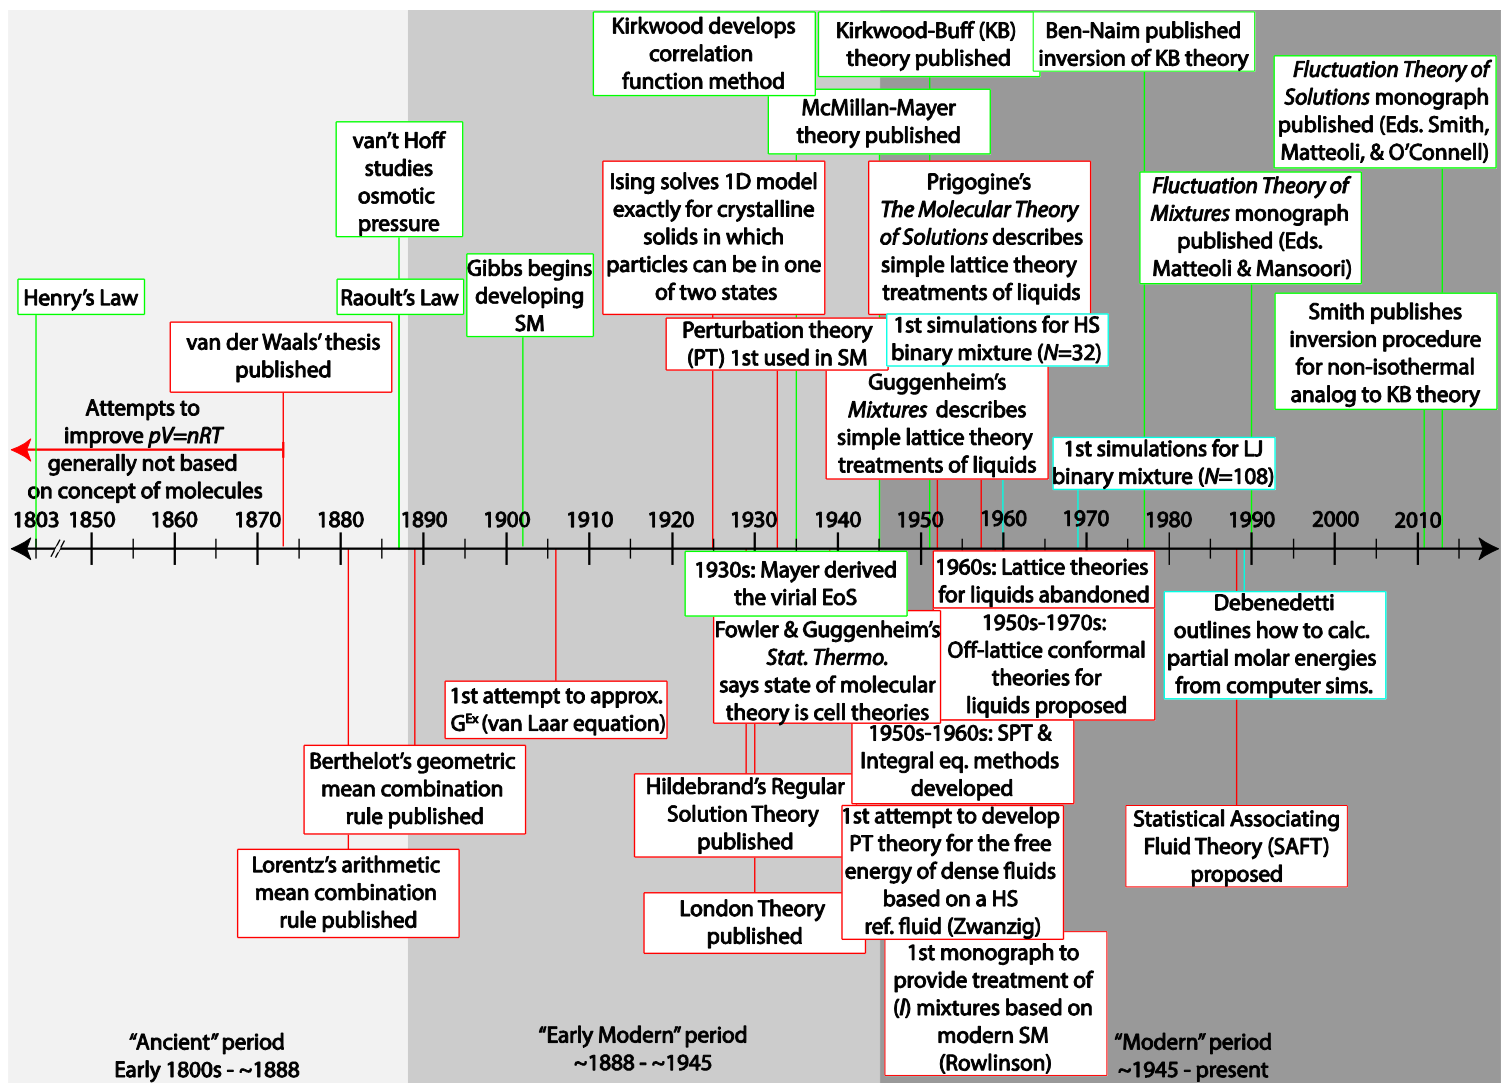 Kirkwood develops
correlation
function method
Kirkwood-Buff (KB)
theory published
Ben-Naim published
inversion of KB theory
Fluctuation Theory of
Solutions monograph
published (Eds. Smith,
Matteoli, & O'Connell)
McMillan-Mayer
theory published
van't Hoff
studies
osmotic
pressure
Ising solves 1D model
exactly for crystalline
solids in which
particles can be in one
of two states
Prigogine's
The Molecular Theory
of Solutions describes
simple lattice theory
treatments of liquids
Fluctuation Theory of
Mixtures monograph
published (Eds.
Matteoli & Mansoori)
Henry's Law
Raoult's Law
Gibbs begins
developing
SM
van der Waals' thesis
published
Perturbation theory
(PT) 1st used in SM
1st simulations for HS
binary mixture (N=32)
Smith publishes
inversion procedure
for non-isothermal
analog to KB theory
Guggenheim's
Mixtures describes
simple lattice theory
treatments of liquids
Attempts to
improve pV=nRT
generally not based
on concept of molecules
1st simulations for LJ
binary mixture (N=108)
1803 1850 1860 1870 1880 1890 1900 1910 1920 1930 1940 1950 1960 1970 1980 1990 2000 2010
1930s: Mayer derived
the virial EoS
1960s: Lattice theories
for liquids abandoned
Debenedetti
outlines how to calc.
partial molar energies
from computer sims.
Fowler & Guggenheim's
Stat. Thermo.
says state of molecular
theory is cell theories
1950s-1970s:
Off-lattice conformal
theories for
liquids proposed
1st attempt to approx.
GEx (van Laar equation)
1950s-1960s: SPT &
Integral eq. methods
developed
Berthelot's geometric
mean combination
rule published
Hildebrand's Regular
Solution Theory
published
1st attempt to develop
PT theory for the free
energy of dense fluids
based on a HS
ref. fluid (Zwanzig)
Statistical Associating
Fluid Theory (SAFT)
proposed
Lorentz's arithmetic
mean combination
rule published
London Theory
published
1st monograph to
provide treatment of
(l) mixtures based on
modern SM
(Rowlinson)
"Ancient" period
Early 1800s - ~1888
"Early Modern" period
~1888 - ~1945
"Modern" period
~1945 - present